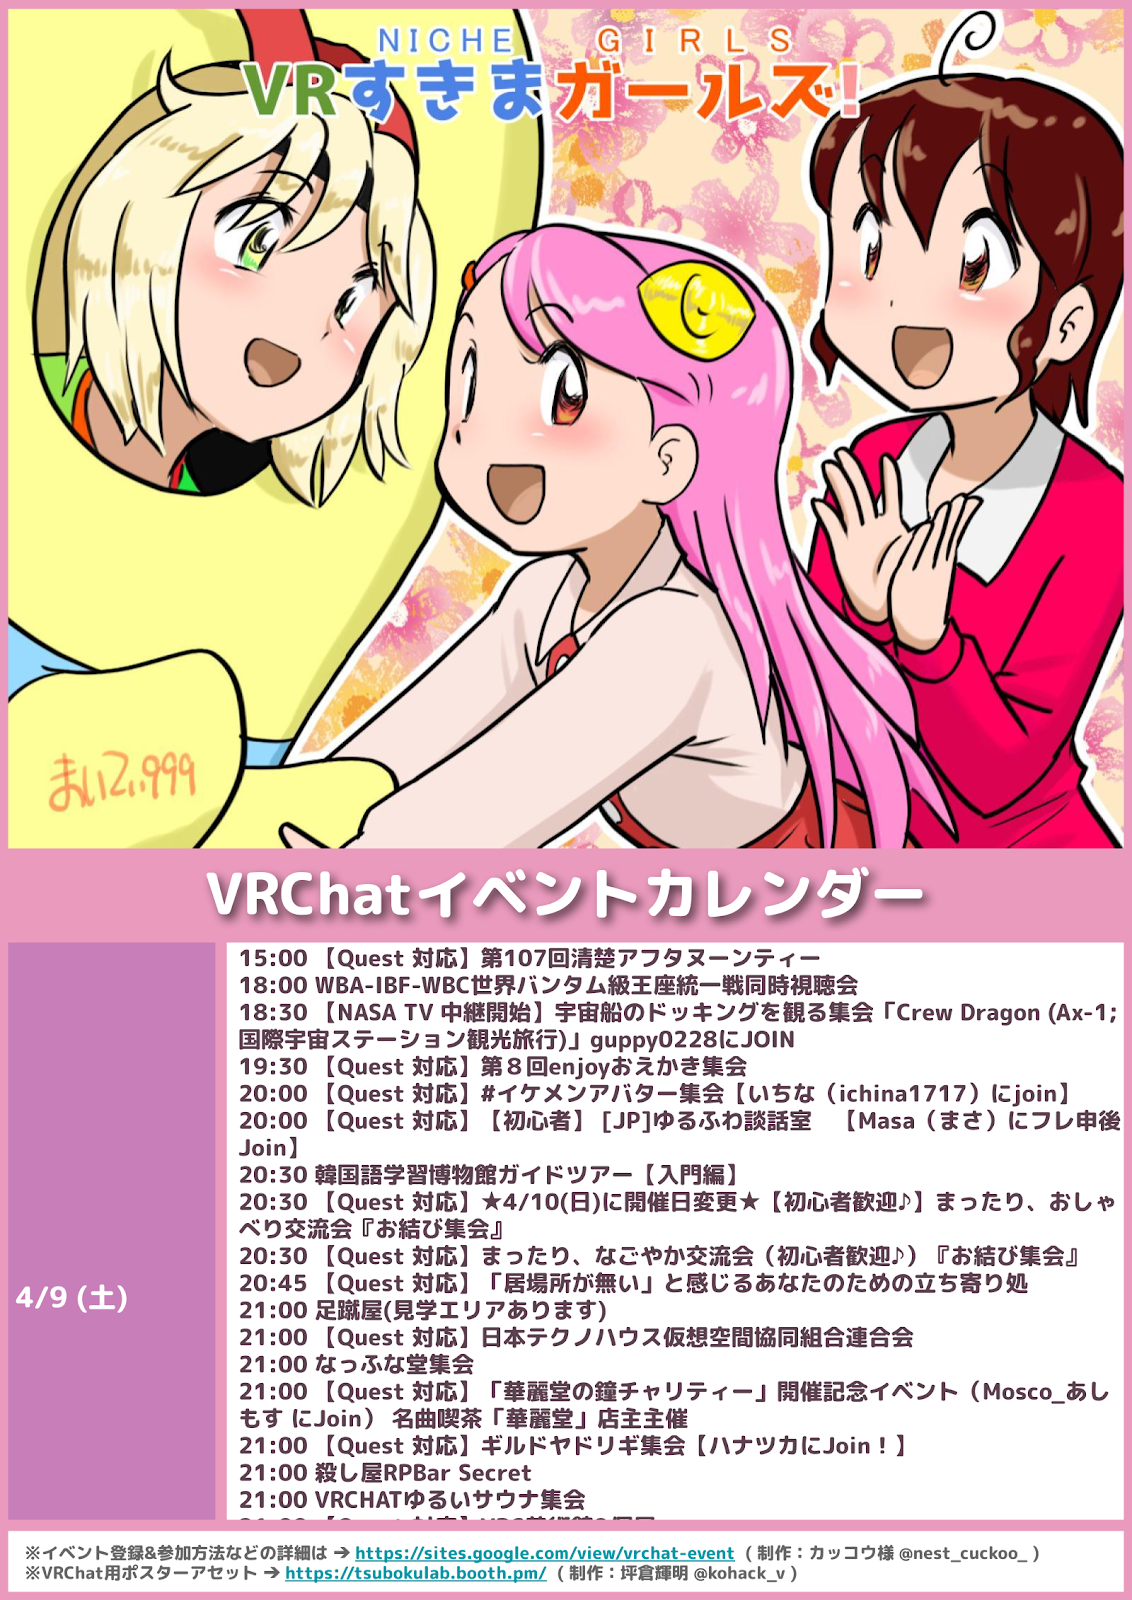 NICHE GIRLS
VRすきまガールズ!
まいてぃ999
VRChatイベントカレンダー
4/9 (土)
15:00 【Quest 対応】第107回清楚アフタヌーンティー
18:00 WBA-IBF-WBC世界バンタム級王座統一戦同時視聴会
18:30 【NASA TV 中継開始】宇宙船のドッキングを観る集会「Crew Dragon (Ax-1;
国際宇宙ステーション観光旅行)」guppy0228にJOIN
19:30 【Quest 対応】第８回enjoyおえかき集会
20:00 【Quest 対応】#イケメンアバター集会【いちな（ichina1717）にjoin】
20:00 【Quest 対応】【初心者】 [JP]ゆるふわ談話室　【Masa（まさ）にフレ申後
Join】
20:30 韓国語学習博物館ガイドツアー【入門編】
20:30 【Quest 対応】★4/10(日)に開催日変更★【初心者歓迎♪】まったり、おしゃ
べり交流会『お結び集会』
20:30 【Quest 対応】まったり、なごやか交流会（初心者歓迎♪）『お結び集会』
20:45 【Quest 対応】「居場所が無い」と感じるあなたのための立ち寄り処
21:00 足蹴屋(見学エリアあります)
21:00 【Quest 対応】日本テクノハウス仮想空間協同組合連合会
21:00 なっふな堂集会
21:00 【Quest 対応】「華麗堂の鐘チャリティー」開催記念イベント（Mosco_あし
もす にJoin） 名曲喫茶「華麗堂」店主主催
21:00 【Quest 対応】ギルドヤドリギ集会【ハナツカにJoin！】
21:00 殺し屋RPBar Secret
21:00 VRCHATゆるいサウナ集会
※イベント登録&参加方法などの詳細は → https://sites.google.com/view/vrchat-event ( 制作：カッコウ様 @nest_cuckoo_ )
※VRChat用ポスターアセット → https://tsubokulab.booth.pm/ ( 制作：坪倉輝明 @kohack_v )